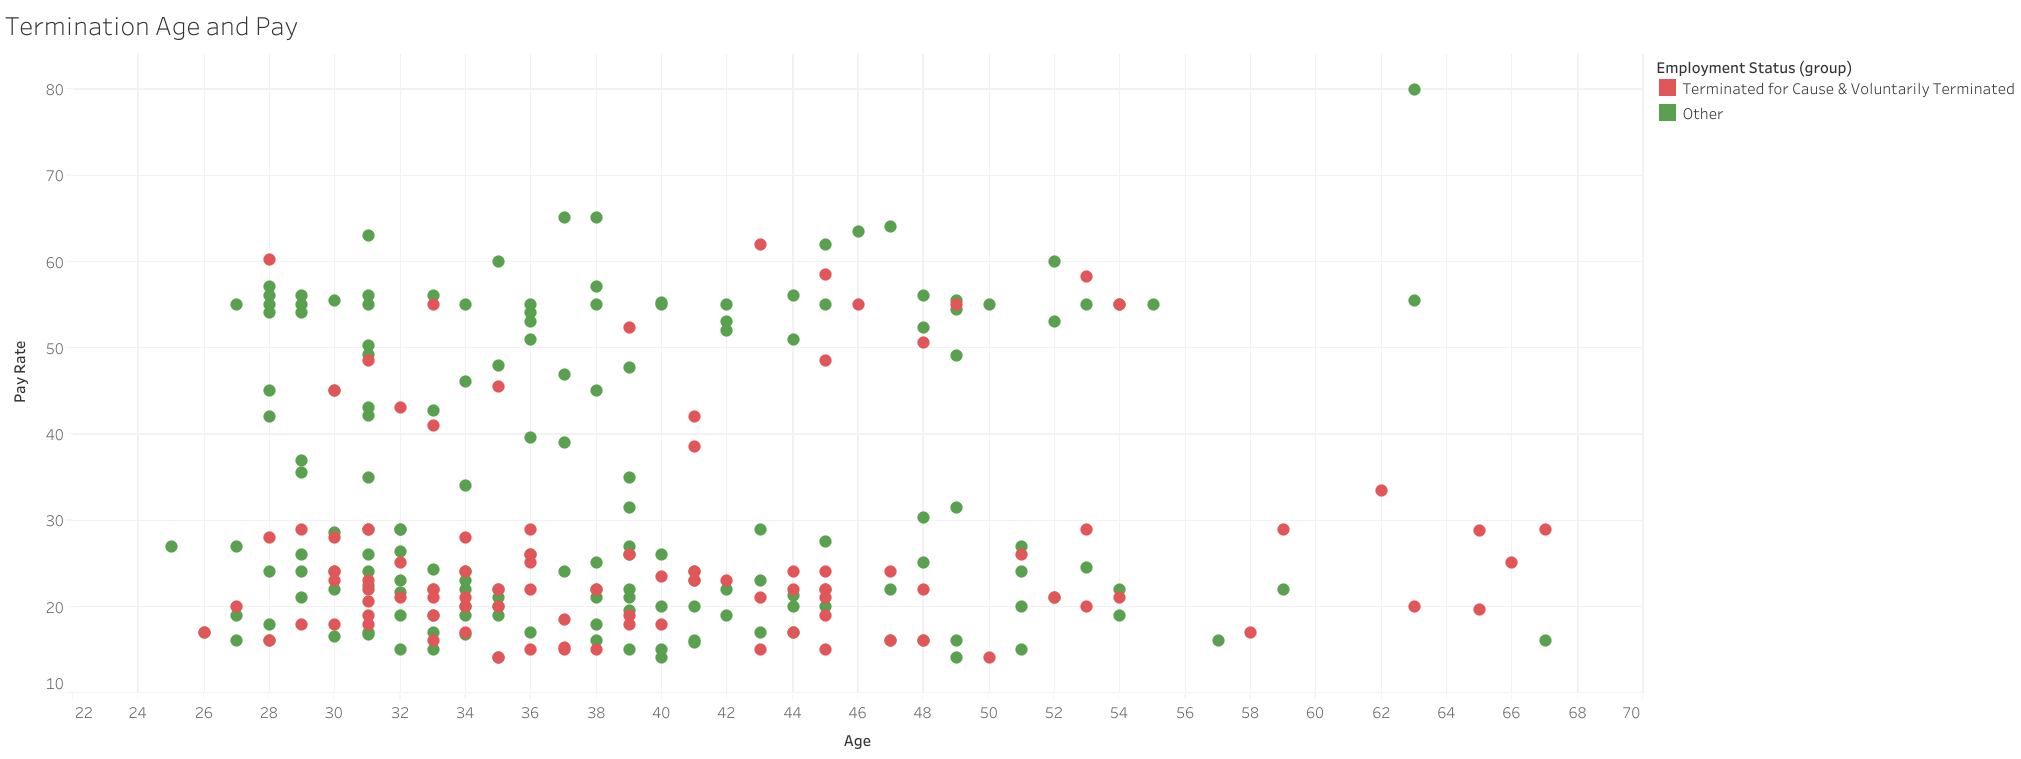 Termination Age and Pay
Employment Status (group)
Terminated for Cause & Voluntarily Terminated
Other
80
70
60
50
40
30
20
10
Pay Rate
22 24 26 28 30 32 34 36 38 40 42 44 46 48 50 52 54 56 58 60 62 64 66 68 70
Age